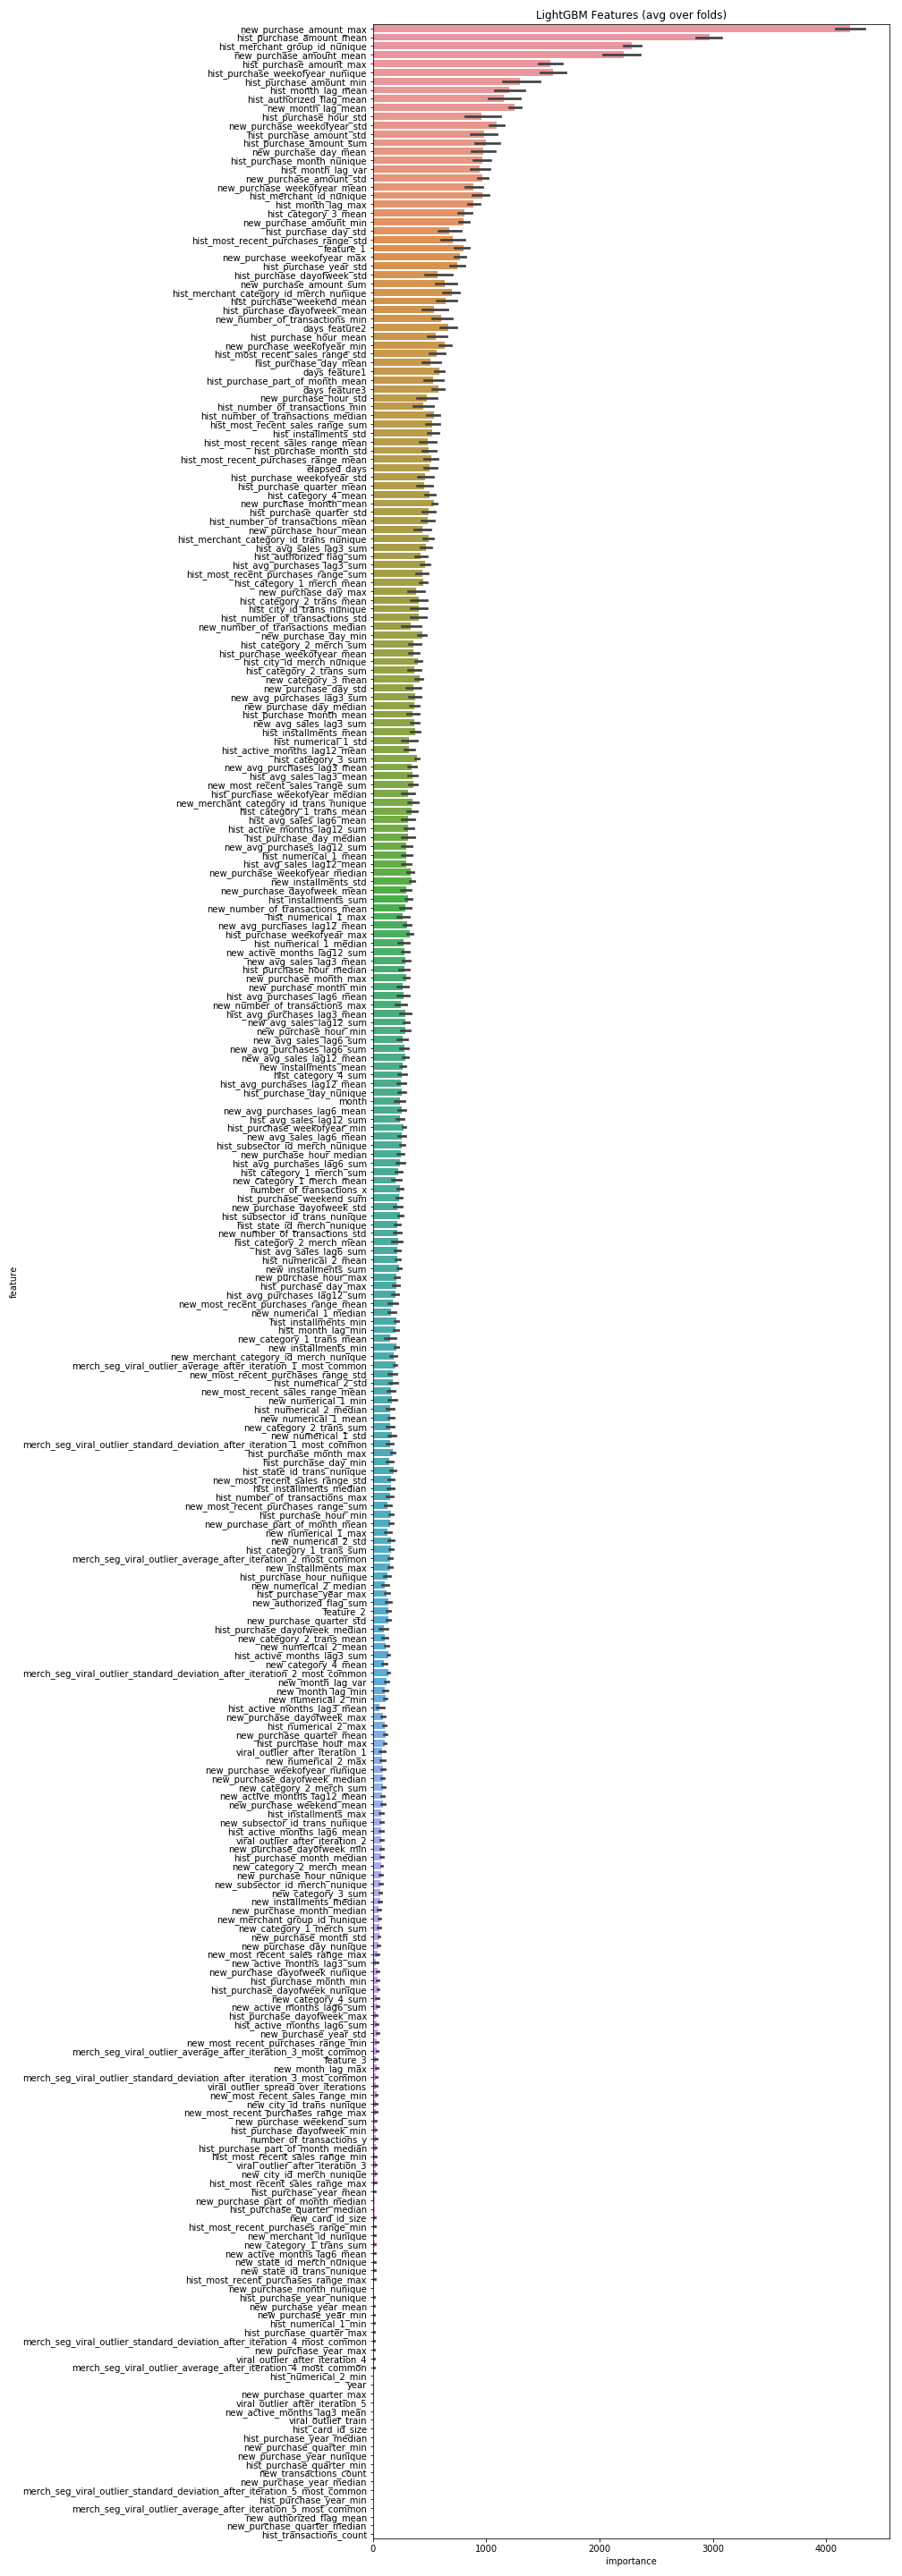 LightGBM Features (avg over folds)
new_purchase_amount_max
hist_purchase_amount_mean
hist_merchant_group_id_nunique
new_purchase_amount_mean
hist_purchase_amount_max
hist_purchase_weekofyear_nunique
hist_purchase_amount_min
hist_month_lag_mean
hist_authorized_flag_mean
new_month_lag_mean
hist_purchase_hour_std
new_purchase_weekofyear_std
hist_purchase_amount_std
hist_purchase_amount_sum
new_purchase_day_mean
hist_purchase_month_nunique
hist_month_lag_var
new_purchase_amount_std
new_purchase_weekofyear_mean
hist_merchant_id_nunique
hist_month_lag_max
hist_category_3_mean
new_purchase_amount_min
hist_purchase_day_std
hist_most_recent_purchases_range_std
feature_1
new_purchase_weekofyear_max
hist_purchase_year_std
hist_purchase_dayofweek_std
new_purchase_amount_sum
hist_merchant_category_id_merch_nunique
hist_purchase_weekend_mean
hist_purchase_dayofweek_mean
new_number_of_transactions_min
days_feature2
hist_purchase_hour_mean
new_purchase_weekofyear_min
hist_most_recent_sales_range_std
hist_purchase_day_mean
days_feature1
hist_purchase_part_of_month_mean
days_feature3
new_purchase_hour_std
hist_number_of_transactions_min
hist_number_of_transactions_median
hist_most_recent_sales_range_sum
hist_installments_std
hist_most_recent_sales_range_mean
hist_purchase_month_std
hist_most_recent_purchases_range_mean
elapsed_days
hist_purchase_weekofyear_std
hist_purchase_quarter_mean
hist_category_4_mean
new_purchase_month_mean
hist_purchase_quarter_std
hist_number_of_transactions_mean
new_purchase_hour_mean
hist_merchant_category_id_trans_nunique
hist_avg_sales_lag3_sum
hist_authorized_flag_sum
hist_avg_purchases_lag3_sum
hist_most_recent_purchases_range_sum
hist_category_1_merch_mean
new_purchase_day_max
hist_category_2_trans_mean
hist_city_id_trans_nunique
hist_number_of_transactions_std
new_number_of_transactions_median
new_purchase_day_min
hist_category_2_merch_sum
hist_purchase_weekofyear_mean
hist_city_id_merch_nunique
hist_category_2_trans_sum
new_category_3_mean
new_purchase_day_std
new_avg_purchases_lag3_sum
new_purchase_day_median
hist_purchase_month_mean
new_avg_sales_lag3_sum
hist_installments_mean
hist_numerical_1_std
hist_active_months_lag12_mean
hist_category_3_sum
new_avg_purchases_lag3_mean
hist_avg_sales_lag3_mean
new_most_recent_sales_range_sum
hist_purchase_weekofyear_median
new_merchant_category_id_trans_nunique
hist_category_1_trans_mean
hist_avg_sales_lag6_mean
hist_active_months_lag12_sum
hist_purchase_day_median
new_avg_purchases_lag12_sum
hist_numerical_1_mean
hist_avg_sales_lag12_mean
new_purchase_weekofyear_median
new_installments_std
new_purchase_dayofweek_mean
hist_installments_sum
new_number_of_transactions_mean
hist_numerical_1_max
new_avg_purchases_lag12_mean
hist_purchase_weekofyear_max
hist_numerical_1_median
new_active_months_lag12_sum
new_avg_sales_lag3_mean
hist_purchase_hour_median
new_purchase_month_max
new_purchase_month_min
hist_avg_purchases_lag6_mean
new_number_of_transactions_max
hist_avg_purchases_lag3_mean
new_avg_sales_lag12_sum
new_purchase_hour_min
new_avg_sales_lag6_sum
new_avg_purchases_lag6_sum
new_avg_sales_lag12_mean
new_installments_mean
hist_category_4_sum
hist_avg_purchases_lag12_mean
hist_purchase_day_nunique
month
new_avg_purchases_lag6_mean
hist_avg_sales_lag12_sum
hist_purchase_weekofyear_min
new_avg_sales_lag6_mean
hist_subsector_id_merch_nunique
new_purchase_hour_median
hist_avg_purchases_lag6_sum
hist_category_1_merch_sum
new_category_1_merch_mean
number_of_transactions_x
hist_purchase_weekend_sum
new_purchase_dayofweek_std
hist_subsector_id_trans_nunique
hist_state_id_merch_nunique
new_number_of_transactions_std
hist_category_2_merch_mean
hist_avg_sales_lag6_sum
hist_numerical_2_mean
new_installments_sum
new_purchase_hour_max
hist_purchase_day_max
hist_avg_purchases_lag12_sum
new_most_recent_purchases_range_mean
new_numerical_1_median
hist_installments_min
hist_month_lag_min
new_category_1_trans_mean
new_installments_min
new_merchant_category_id_merch_nunique
merch_seg_viral_outlier_average_after_iteration_1_most_common
new_most_recent_purchases_range_std
hist_numerical_2_std
new_most_recent_sales_range_mean
new_numerical_1_min
hist_numerical_2_median
new_numerical_1_mean
new_category_2_trans_sum
new_numerical_1_std
merch_seg_viral_outlier_standard_deviation_after_iteration_1_most_common
hist_purchase_month_max
hist_purchase_day_min
hist_state_id_trans_nunique
new_most_recent_sales_range_std
hist_installments_median
hist_number_of_transactions_max
new_most_recent_purchases_range_sum
hist_purchase_hour_min
new_purchase_part_of_month_mean
new_numerical_1_max
new_numerical_2_std
hist_category_1_trans_sum
merch_seg_viral_outlier_average_after_iteration_2_most_common
new_installments_max
hist_purchase_hour_nunique
new_numerical_2_median
hist_purchase_year_max
new_authorized_flag_sum
feature_2
new_purchase_quarter_std
hist_purchase_dayofweek_median
new_category_2_trans_mean
new_numerical_2_mean
hist_active_months_lag3_sum
new_category_4_mean
merch_seg_viral_outlier_standard_deviation_after_iteration_2_most_common
new_month_lag_var
new_month_lag_min
new_numerical_2_min
hist_active_months_lag3_mean
new_purchase_dayofweek_max
hist_numerical_2_max
new_purchase_quarter_mean
hist_purchase_hour_max
viral_outlier_after_iteration_1
new_numerical_2_max
new_purchase_weekofyear_nunique
new_purchase_dayofweek_median
new_category_2_merch_sum
new_active_months_lag12_mean
new_purchase_weekend_mean
hist_installments_max
new_subsector_id_trans_nunique
hist_active_months_lag6_mean
viral_outlier_after_iteration_2
new_purchase_dayofweek_min
hist_purchase_month_median
new_category_2_merch_mean
new_purchase_hour_nunique
new_subsector_id_merch_nunique
new_category_3_sum
new_installments_median
new_purchase_month_median
new_merchant_group_id_nunique
new_category_1_merch_sum
new_purchase_month_std
new_purchase_day_nunique
new_most_recent_sales_range_max
new_active_months_lag3_sum
new_purchase_dayofweek_nunique
hist_purchase_month_min
hist_purchase_dayofweek_nunique
new_category_4_sum
new_active_months_lag6_sum
hist_purchase_dayofweek_max
hist_active_months_lag6_sum
new_purchase_year_std
new_most_recent_purchases_range_min
merch_seg_viral_outlier_average_after_iteration_3_most_common
feature_3
new_month_lag_max
merch_seg_viral_outlier_standard_deviation_after_iteration_3_most_common
viral_outlier_spread_over_iterations
new_most_recent_sales_range_min
new_city_id_trans_nunique
new_most_recent_purchases_range_max
new_purchase_weekend_sum
hist_purchase_dayofweek_min
number_of_transactions_y
hist_purchase_part_of_month_median
hist_most_recent_sales_range_min
viral_outlier_after_iteration_3
new_city_id_merch_nunique
hist_most_recent_sales_range_max
hist_purchase_year_mean
new_purchase_part_of_month_median
hist_purchase_quarter_median
new_card_id_size
hist_most_recent_purchases_range_min
new_merchant_id_nunique
new_category_1_trans_sum
new_active_months_lag6_mean
new_state_id_merch_nunique
new_state_id_trans_nunique
hist_most_recent_purchases_range_max
new_purchase_month_nunique
hist_purchase_year_nunique
new_purchase_year_mean
new_purchase_year_min
hist_numerical_1_min
hist_purchase_quarter_max
merch_seg_viral_outlier_standard_deviation_after_iteration_4_most_common
new_purchase_year_max
viral_outlier_after_iteration_4
merch_seg_viral_outlier_average_after_iteration_4_most_common
hist_numerical_2_min
year
new_purchase_quarter_max
viral_outlier_after_iteration_5
new_active_months_lag3_mean
viral_outlier_train
hist_card_id_size
hist_purchase_year_median
new_purchase_quarter_min
new_purchase_year_nunique
hist_purchase_quarter_min
new_transactions_count
new_purchase_year_median
merch_seg_viral_outlier_standard_deviation_after_iteration_5_most_common
hist_purchase_year_min
merch_seg_viral_outlier_average_after_iteration_5_most_common
new_authorized_flag_mean
new_purchase_quarter_median
hist_transactions_count
feature
0 1000 2000 3000 4000
importance